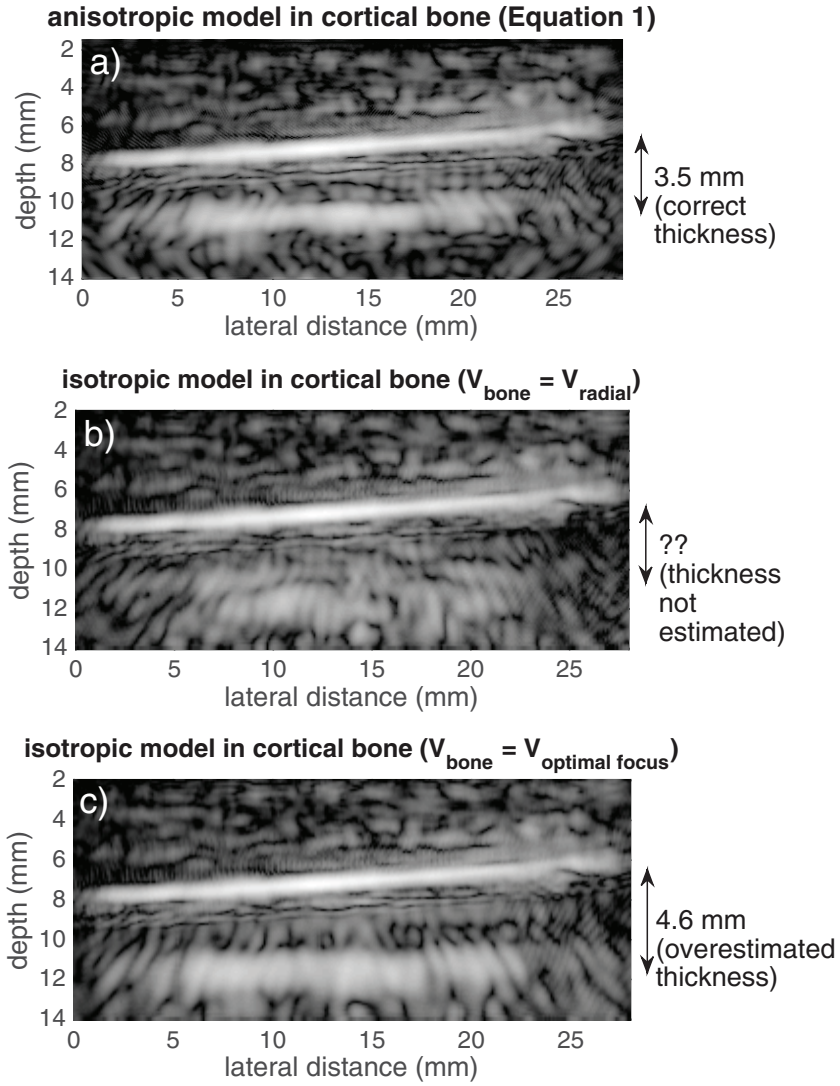 anisotropic model in cortical bone (Equation 1)
a)
2
4
6
8
10
12
14
depth (mm)
0 5 10 15 20 25
lateral distance (mm)
3.5 mm
(correct
thickness)
isotropic model in cortical bone (V_bone = V_radial)
b)
2
4
6
8
10
12
14
depth (mm)
0 5 10 15 20 25
lateral distance (mm)
??
(thickness
not
estimated)
isotropic model in cortical bone (V_bone = V_optimal focus)
c)
2
4
6
8
10
12
14
depth (mm)
0 5 10 15 20 25
lateral distance (mm)
4.6 mm
(overestimated
thickness)